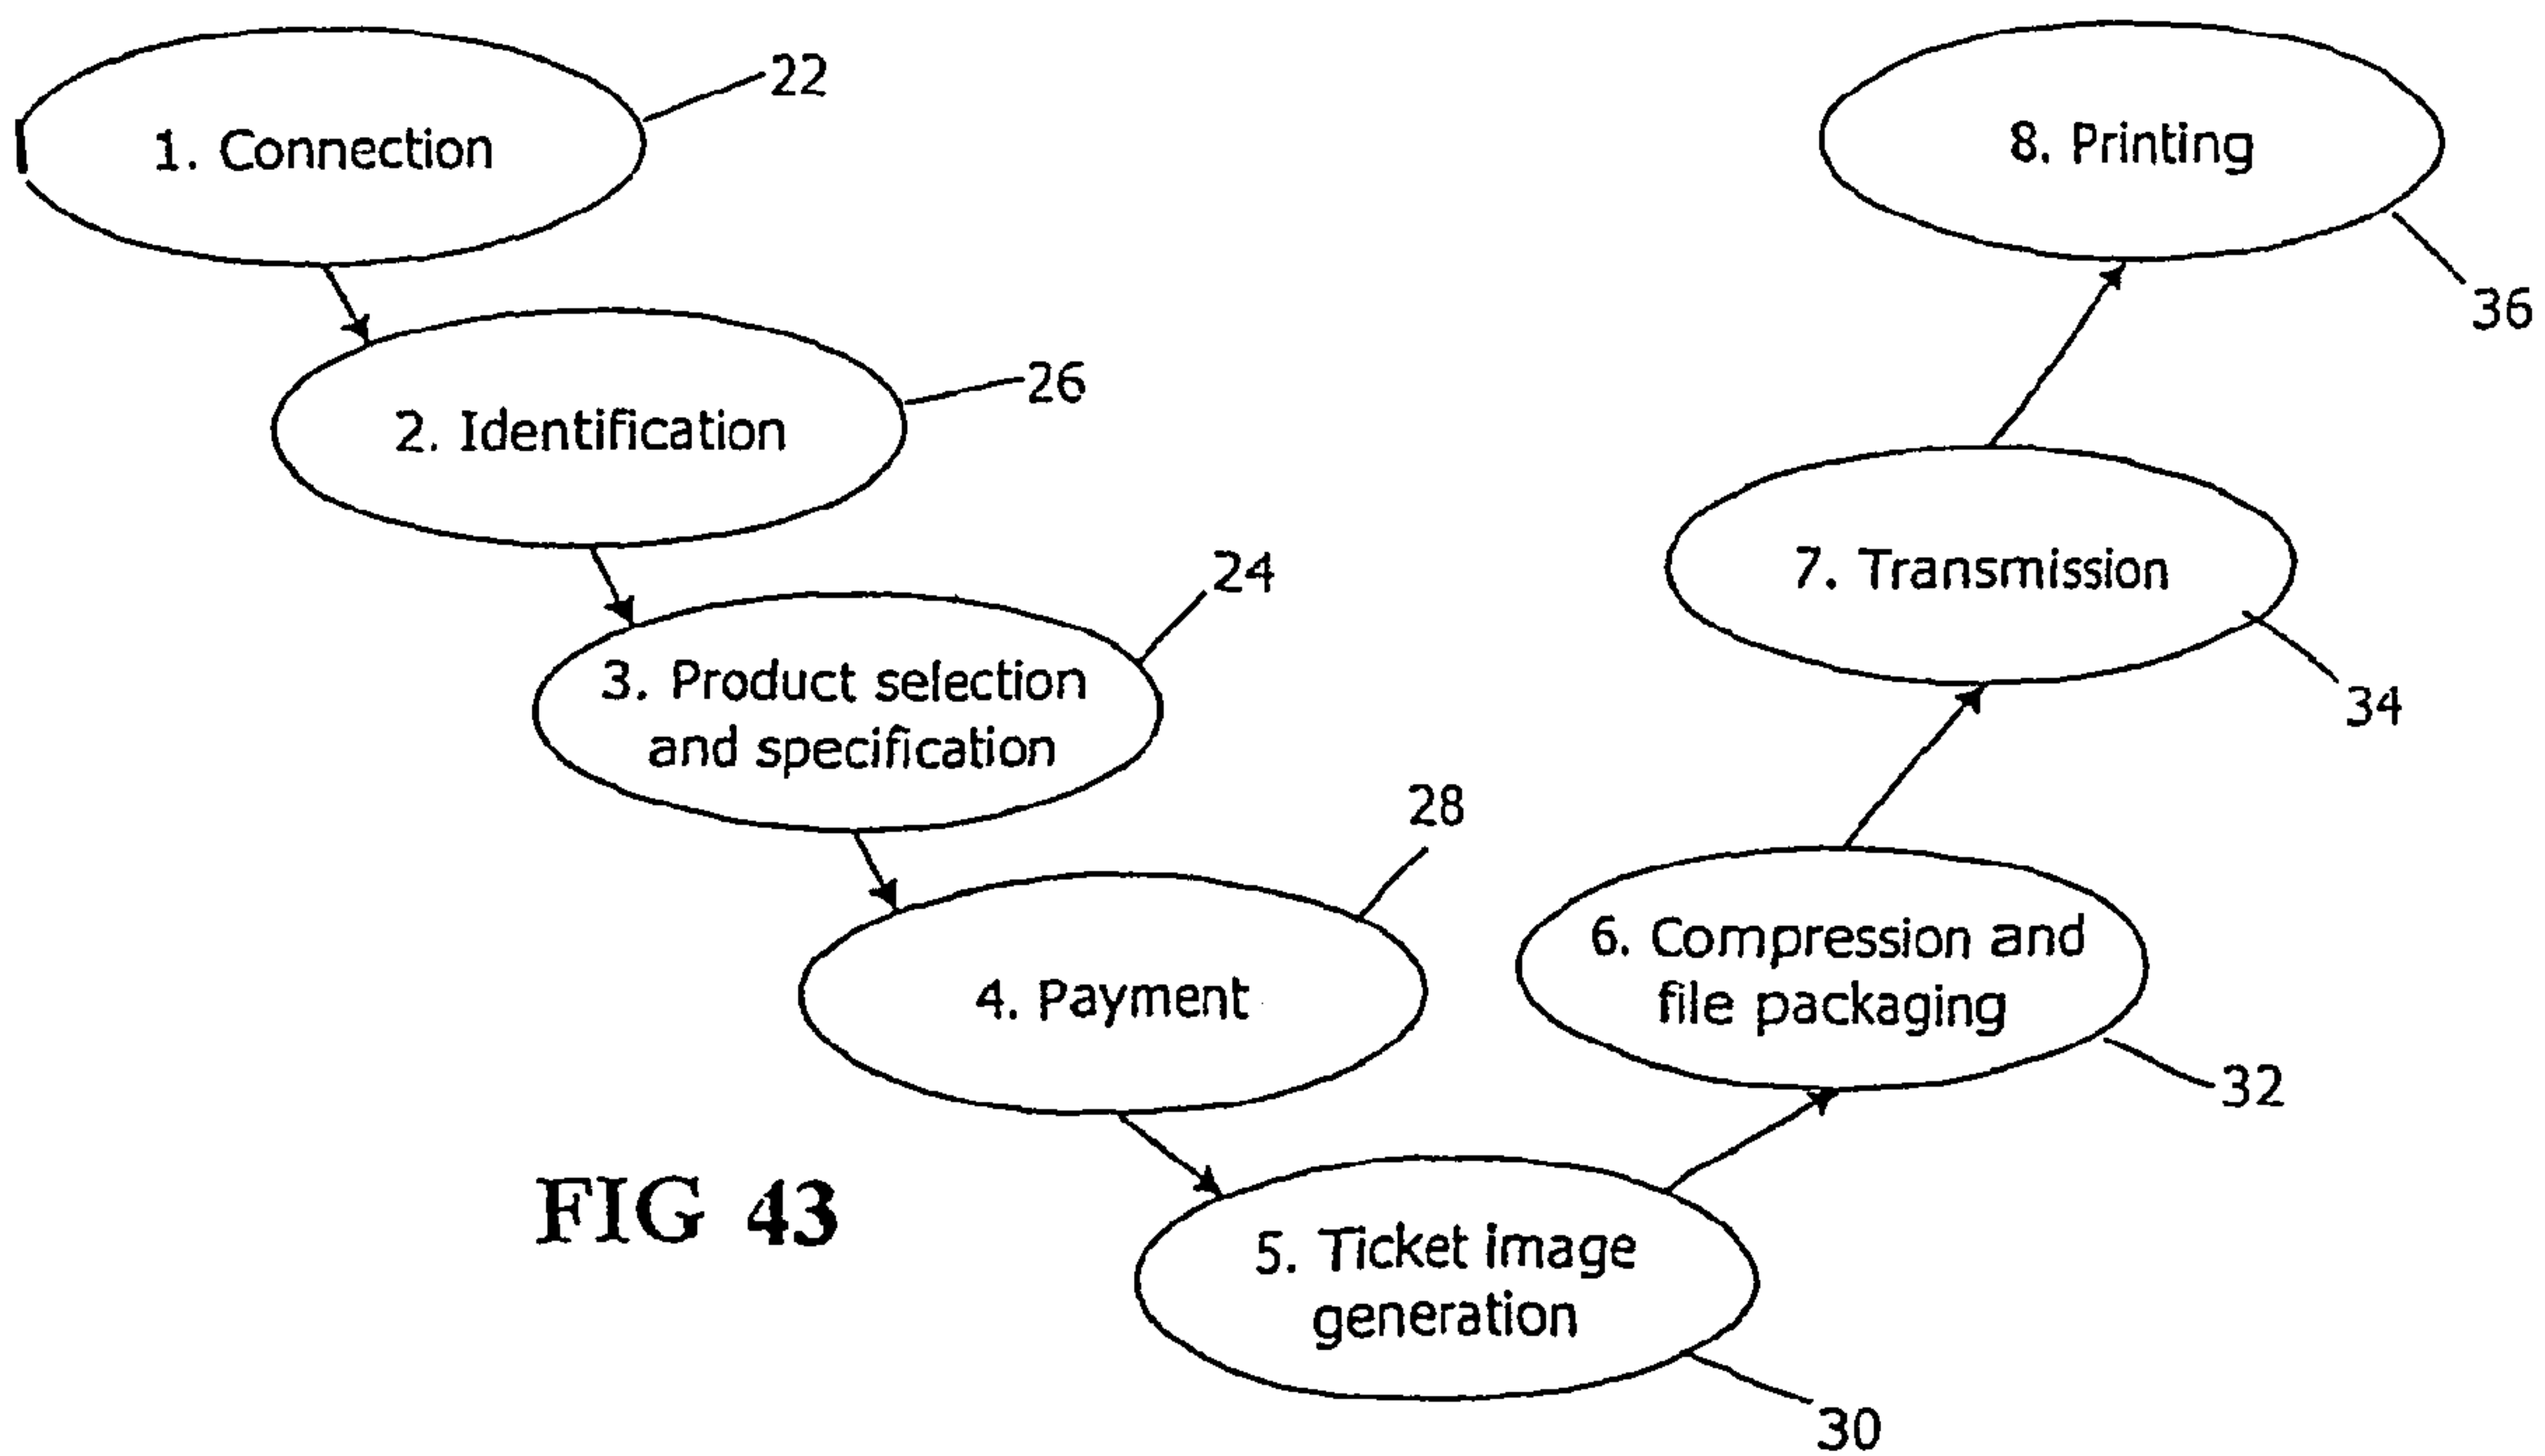 1. Connection
22
2. Identification
26
3. Product selection
and specification
24
4. Payment
28
5. Ticket image
generation
30
6. Compression and
file packaging
32
7. Transmission
34
8. Printing
36
FIG 43